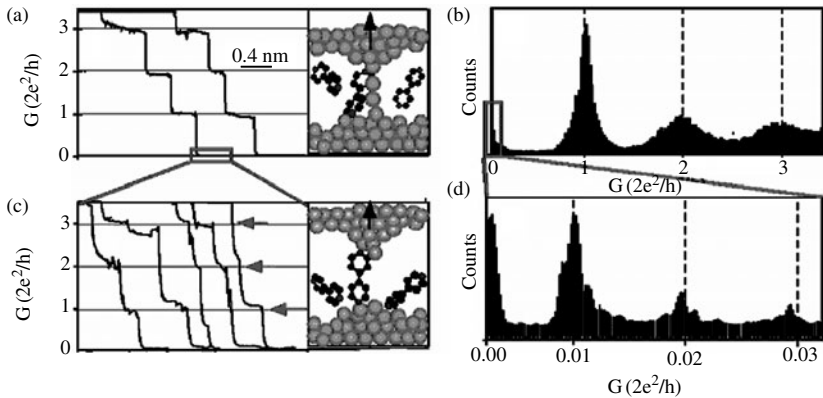 (a)
G (2e²/h)
3
2
1
0
0.4 nm
(b)
Counts
0 1 2 3
G (2e²/h)
(c)
G (2e²/h)
3
2
1
0
(d)
Counts
0.00 0.01 0.02 0.03
G (2e²/h)